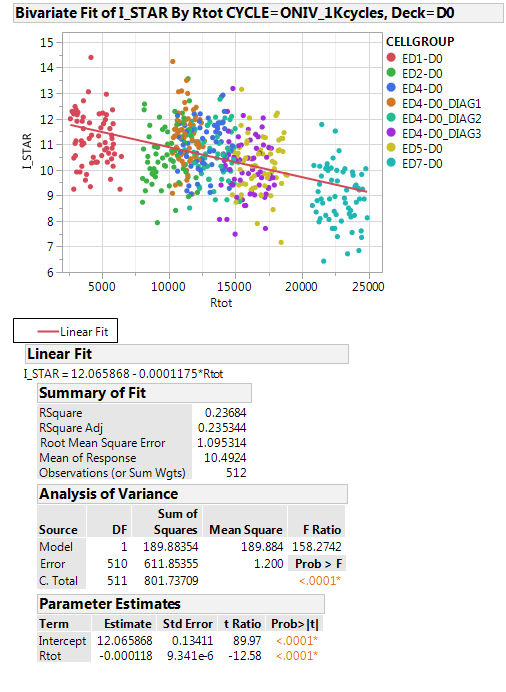 Bivariate Fit of I_STAR By Rtot CYCLE=ONIV_1Kcycles, Deck=D0
15
14
13
12
11
10
9
8
7
6
I_STAR
5000 10000 15000 20000 25000
Rtot
CELLGROUP
ED1-D0
ED2-D0
ED4-D0
ED4-D0_DIAG1
ED4-D0_DIAG2
ED4-D0_DIAG3
ED5-D0
ED7-D0
Linear Fit
Linear Fit
I_STAR = 12.065868 - 0.0001175*Rtot
Summary of Fit
RSquare 0.23684
RSquare Adj 0.235344
Root Mean Square Error 1.095314
Mean of Response 10.4924
Observations (or Sum Wgts) 512
Analysis of Variance
Sum of
Source DF Squares Mean Square F Ratio
Model 1 189.88354 189.884 158.2742
Error 510 611.85355 1.200 Prob > F
C. Total 511 801.73709 <.0001*
Parameter Estimates
Term Estimate Std Error t Ratio Prob>|t|
Intercept 12.065868 0.13411 89.97 <.0001*
Rtot -0.000118 9.341e-6 -12.58 <.0001*